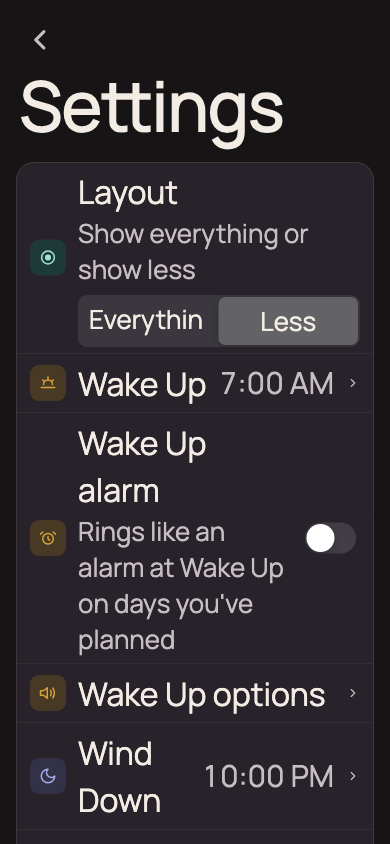 Settings
Layout
Show everything or
show less
Everythin
Less
Wake Up
7:00 AM
Wake Up
alarm
Rings like an
alarm at Wake Up
on days you've
planned
Wake Up options
Wind
Down
10:00 PM